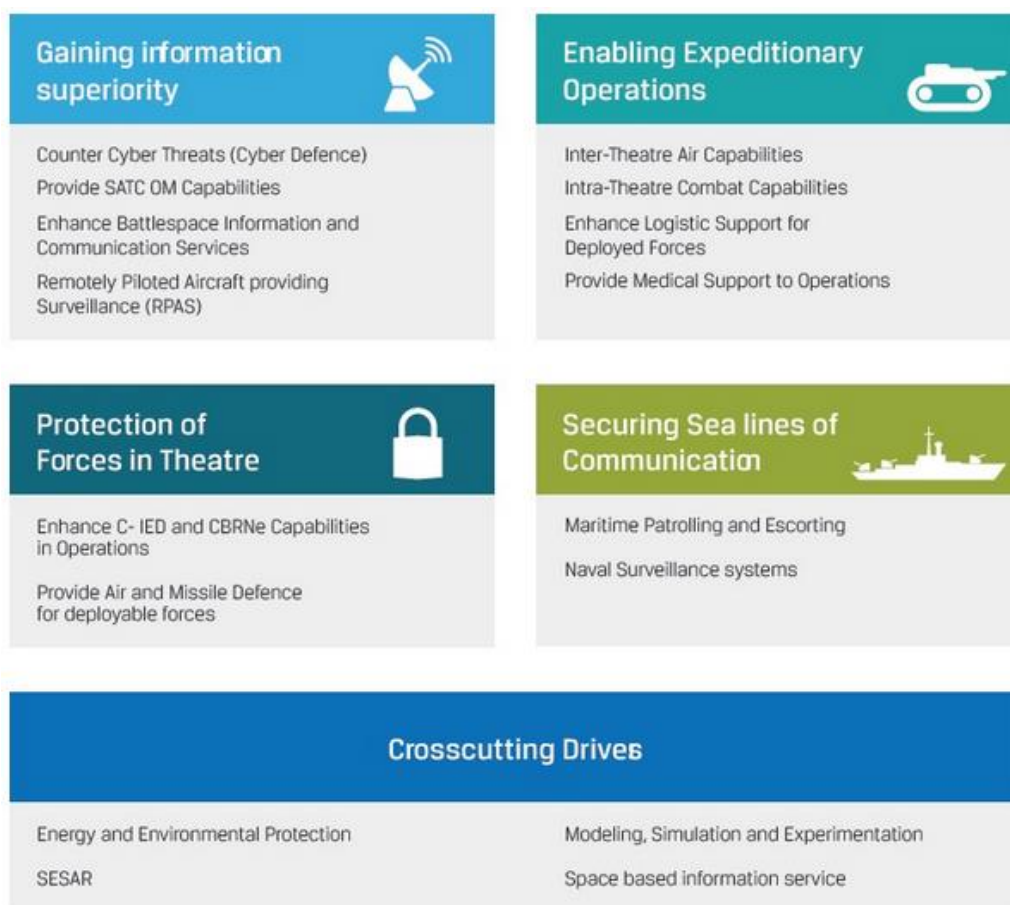 Gaining information
superiority
Counter Cyber Threats (Cyber Defence)
Provide SATC OM Capabilities
Enhance Battlespace Information and
Communication Services
Remotely Piloted Aircraft providing
Surveillance (RPAS)
Enabling Expeditionary
Operations
Inter-Theatre Air Capabilities
Intra-Theatre Combat Capabilities
Enhance Logistic Support for
Deployed Forces
Provide Medical Support to Operations
Protection of
Forces in Theatre
Enhance C- IED and CBRNe Capabilities
in Operations
Provide Air and Missile Defence
for deployable forces
Securing Sea lines of
Communication
Maritime Patrolling and Escorting
Naval Surveillance systems
Crosscutting Drives
Energy and Environmental Protection
SESAR
Modeling, Simulation and Experimentation
Space based information service